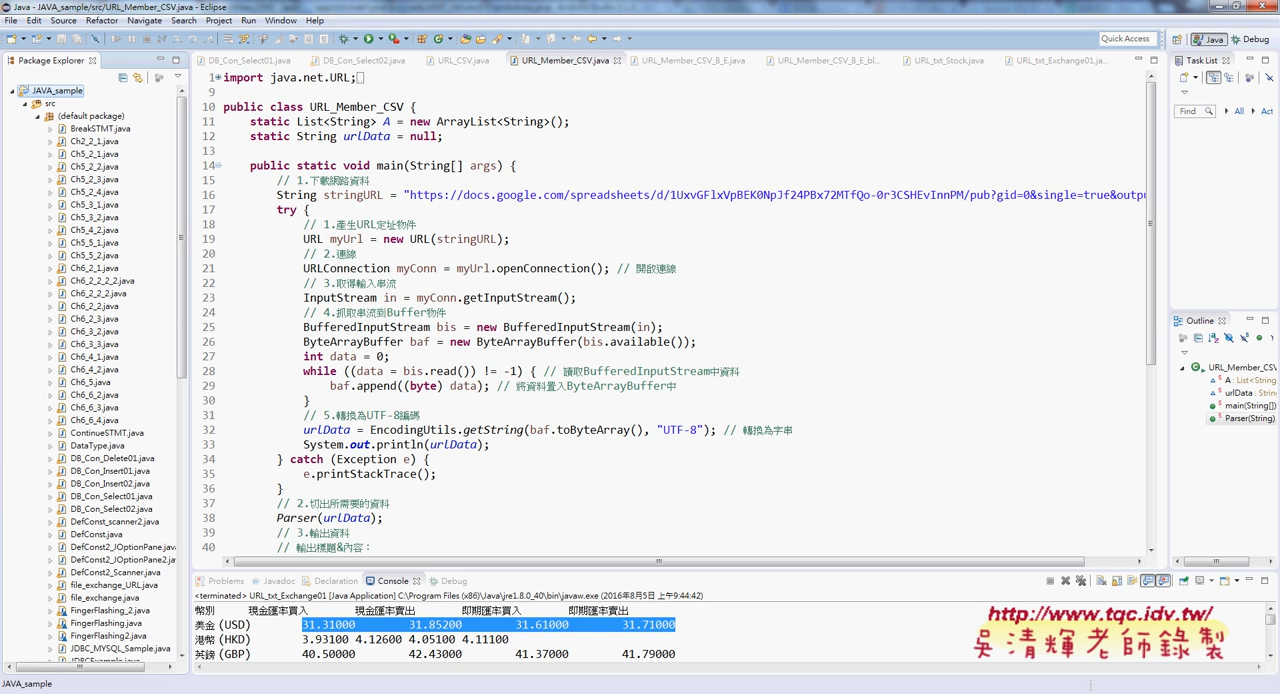 Java - JAVA_sample/src/URL_Member_CSV.java - Eclipse
File Edit Source Refactor Navigate Search Project Run Window Help
Quick Access Java Debug
Package Explorer
DB_Con_Select01.java DB_Con_Select02.java URL_CSV.java URL_Member_CSV.java URL_Member_CSV_B_E.java URL_Member_CSV_B_E_bl... URL_txt_Stock.java URL_txt_Exchange01.ja...
Task List
Find All Act
JAVA_sample
src
(default package)
BreakSTMT.java
Ch2_2_1.java
Ch5_2_1.java
Ch5_2_2.java
Ch5_2_3.java
Ch5_2_4.java
Ch5_3_1.java
Ch5_3_2.java
Ch5_4_2.java
Ch5_5_1.java
Ch5_5_2.java
Ch6_2_1.java
Ch6_2_2_2_2.java
Ch6_2_2_2.java
Ch6_2_2.java
Ch6_2_3.java
Ch6_3_2.java
Ch6_3_3.java
Ch6_4_1.java
Ch6_4_2.java
Ch6_5.java
Ch6_6_2.java
Ch6_6_3.java
Ch6_6_4.java
ContinueSTMT.java
DataType.java
DB_Con_Delete01.java
DB_Con_Insert01.java
DB_Con_Insert02.java
DB_Con_Select01.java
DB_Con_Select02.java
DefConst_scanner2.java
DefConst.java
DefConst2_JOptionPane.java
DefConst2_JOptionPane2.ja
DefConst2_Scanner.java
file_exchange_URL.java
file_exchange.java
FingerFlashing_2.java
FingerFlashing.java
FingerFlashing2.java
JDBC_MYSQL_Sample.java
JDBCExample.java
1 import java.net.URL;
9
10 public class URL_Member_CSV {
11 static List<String> A = new ArrayList<String>();
12 static String urlData = null;
13
14 public static void main(String[] args) {
15 // 1.下載網路資料
16 String stringURL = "https://docs.google.com/spreadsheets/d/1UxvGFlxVpBEK0NpJf24PBx72MTfQo-0r3CSHEvInnPM/pub?gid=0&single=true&outpu
17 try {
18 // 1.產生URL定址物件
19 URL myUrl = new URL(stringURL);
20 // 2.連線
21 URLConnection myConn = myUrl.openConnection(); // 開啟連線
22 // 3.取得輸入串流
23 InputStream in = myConn.getInputStream();
24 // 4.抓取串流到Buffer物件
25 BufferedInputStream bis = new BufferedInputStream(in);
26 ByteArrayBuffer baf = new ByteArrayBuffer(bis.available());
27 int data = 0;
28 while ((data = bis.read()) != -1) { // 讀取BufferedInputStream中資料
29 baf.append((byte) data); // 將資料置入ByteArrayBuffer中
30 }
31 // 5.轉換為UTF-8編碼
32 urlData = EncodingUtils.getString(baf.toByteArray(), "UTF-8"); // 轉換為字串
33 System.out.println(urlData);
34 } catch (Exception e) {
35 e.printStackTrace();
36 }
37 // 2.切出所需要的資料
38 Parser(urlData);
39 // 3.輸出資料
40 // 輸出標題&內容：
Outline
URL_Member_CSV
A : List<String
urlData : String
main(String[])
Parser(String)
Problems Javadoc Declaration Console Debug
<terminated> URL_txt_Exchange01 [Java Application] C:\Program Files (x86)\Java\jre1.8.0_40\bin\javaw.exe (2016年8月5日 上午9:44:42)
幣別 現金匯率買入 現金匯率賣出 即期匯率買入 即期匯率賣出
美金 (USD) 31.31000 31.85200 31.61000 31.71000
港幣 (HKD) 3.93100 4.12600 4.05100 4.11100
英鎊 (GBP) 40.50000 42.43000 41.37000 41.79000
http://www.tqc.idv.tw/
吳清輝老師錄製
JAVA_sample